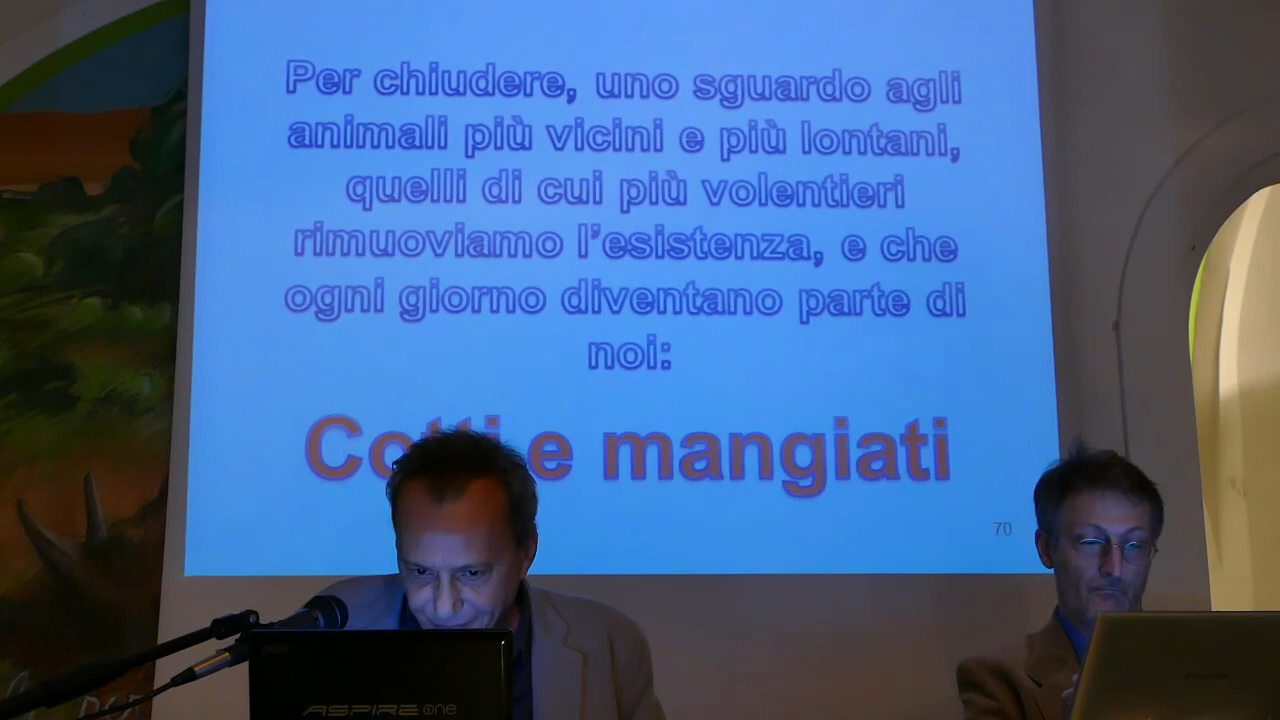 Per chiudere, uno sguardo agli
animali più vicini e più lontani,
quelli di cui più volentieri
rimuoviamo l'esistenza, e che
ogni giorno diventano parte di
noi:
Cotti e mangiati
70
ASPIRE one